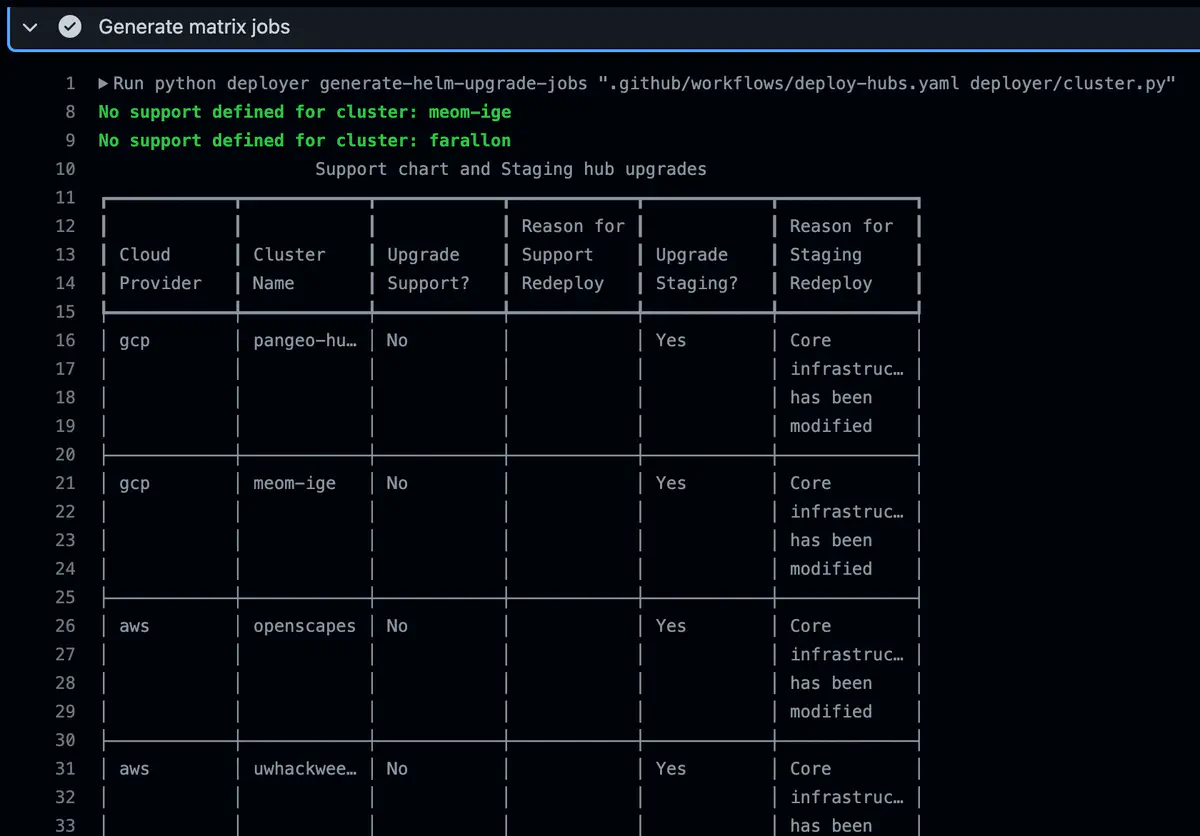 Generate matrix jobs
1 Run python deployer generate-helm-upgrade-jobs ".github/workflows/deploy-hubs.yaml deployer/cluster.py"
8 No support defined for cluster: meom-ige
9 No support defined for cluster: farallon
10 Support chart and Staging hub upgrades
11
12 Reason for Reason for
13 Cloud Cluster Upgrade Support Upgrade Staging
14 Provider Name Support? Redeploy Staging? Redeploy
15
16 gcp pangeo-hu… No Yes Core
17 infrastruc…
18 has been
19 modified
20
21 gcp meom-ige No Yes Core
22 infrastruc…
23 has been
24 modified
25
26 aws openscapes No Yes Core
27 infrastruc…
28 has been
29 modified
30
31 aws uwhackwee… No Yes Core
32 infrastruc…
33 has been